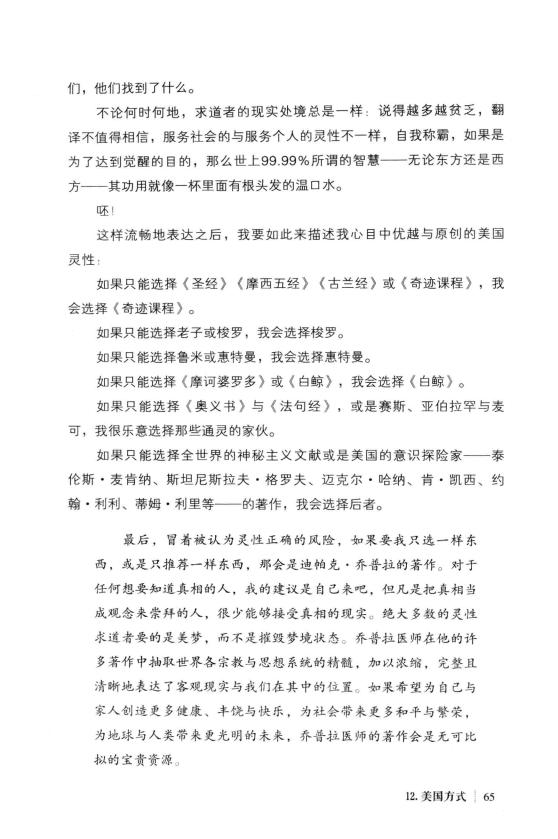 们，他们找到了什么。
不论何时何地，求道者的现实处境总是一样：说得越多越贫乏，翻
译不值得相信，服务社会的与服务个人的灵性不一样，自我称霸，如果是
为了达到觉醒的目的，那么世上99.99%所谓的智慧——无论东方还是西
方——其功用就像一杯里面有根头发的温口水。
呸！
这样流畅地表达之后，我要如此来描述我心目中优越与原创的美国
灵性：
如果只能选择《圣经》《摩西五经》《古兰经》或《奇迹课程》，我
会选择《奇迹课程》。
如果只能选择老子或梭罗，我会选择梭罗。
如果只能选择鲁米或惠特曼，我会选择惠特曼。
如果只能选择《摩诃婆罗多》或《白鲸》，我会选择《白鲸》。
如果只能选择《奥义书》与《法句经》，或是赛斯、亚伯拉罕与麦
可，我很乐意选择那些通灵的家伙。
如果只能选择全世界的神秘主义文献或是美国的意识探险家——泰
伦斯·麦肯纳、斯坦尼斯拉夫·格罗夫、迈克尔·哈纳、肯·凯西、约
翰·利利、蒂姆·利里等——的著作，我会选择后者。
最后，冒着被认为灵性正确的风险，如果要我只选一样东
西，或是只推荐一样东西，那会是迪帕克·乔普拉的著作。对于
任何想要知道真相的人，我的建议是自己来吧，但凡是把真相当
成观念来崇拜的人，很少能够接受真相的现实。绝大多数的灵性
求道者要的是美梦，而不是摧毁梦境状态。乔普拉医师在他的许
多著作中抽取世界各宗教与思想系统的精髓，加以浓缩，完整且
清晰地表达了客观现实与我们在其中的位置。如果希望为自己与
家人创造更多健康、丰饶与快乐，为社会带来更多和平与繁荣，
为地球与人类带来更光明的未来，乔普拉医师的著作会是无可比
拟的宝贵资源。
12. 美国方式 | 65